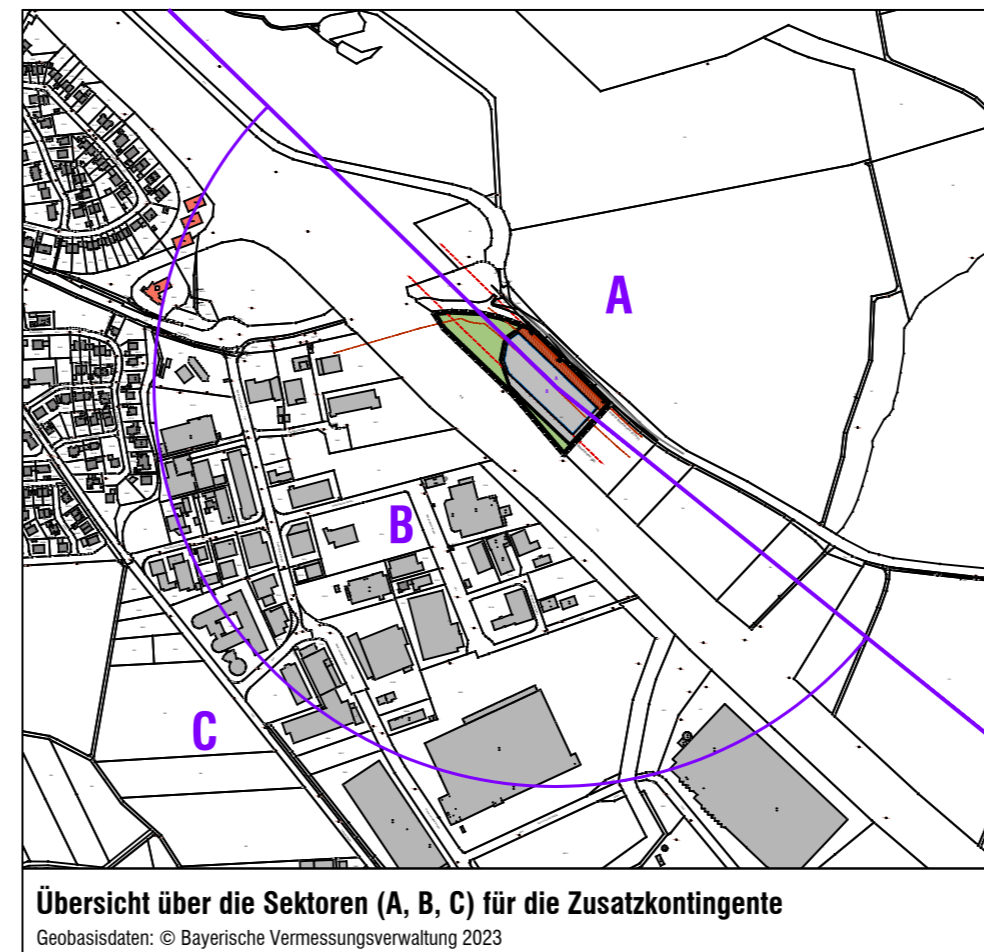 A
B
C
Übersicht über die Sektoren (A, B, C) für die Zusatzkontingente
Geobasisdaten: © Bayerische Vermessungsverwaltung 2023